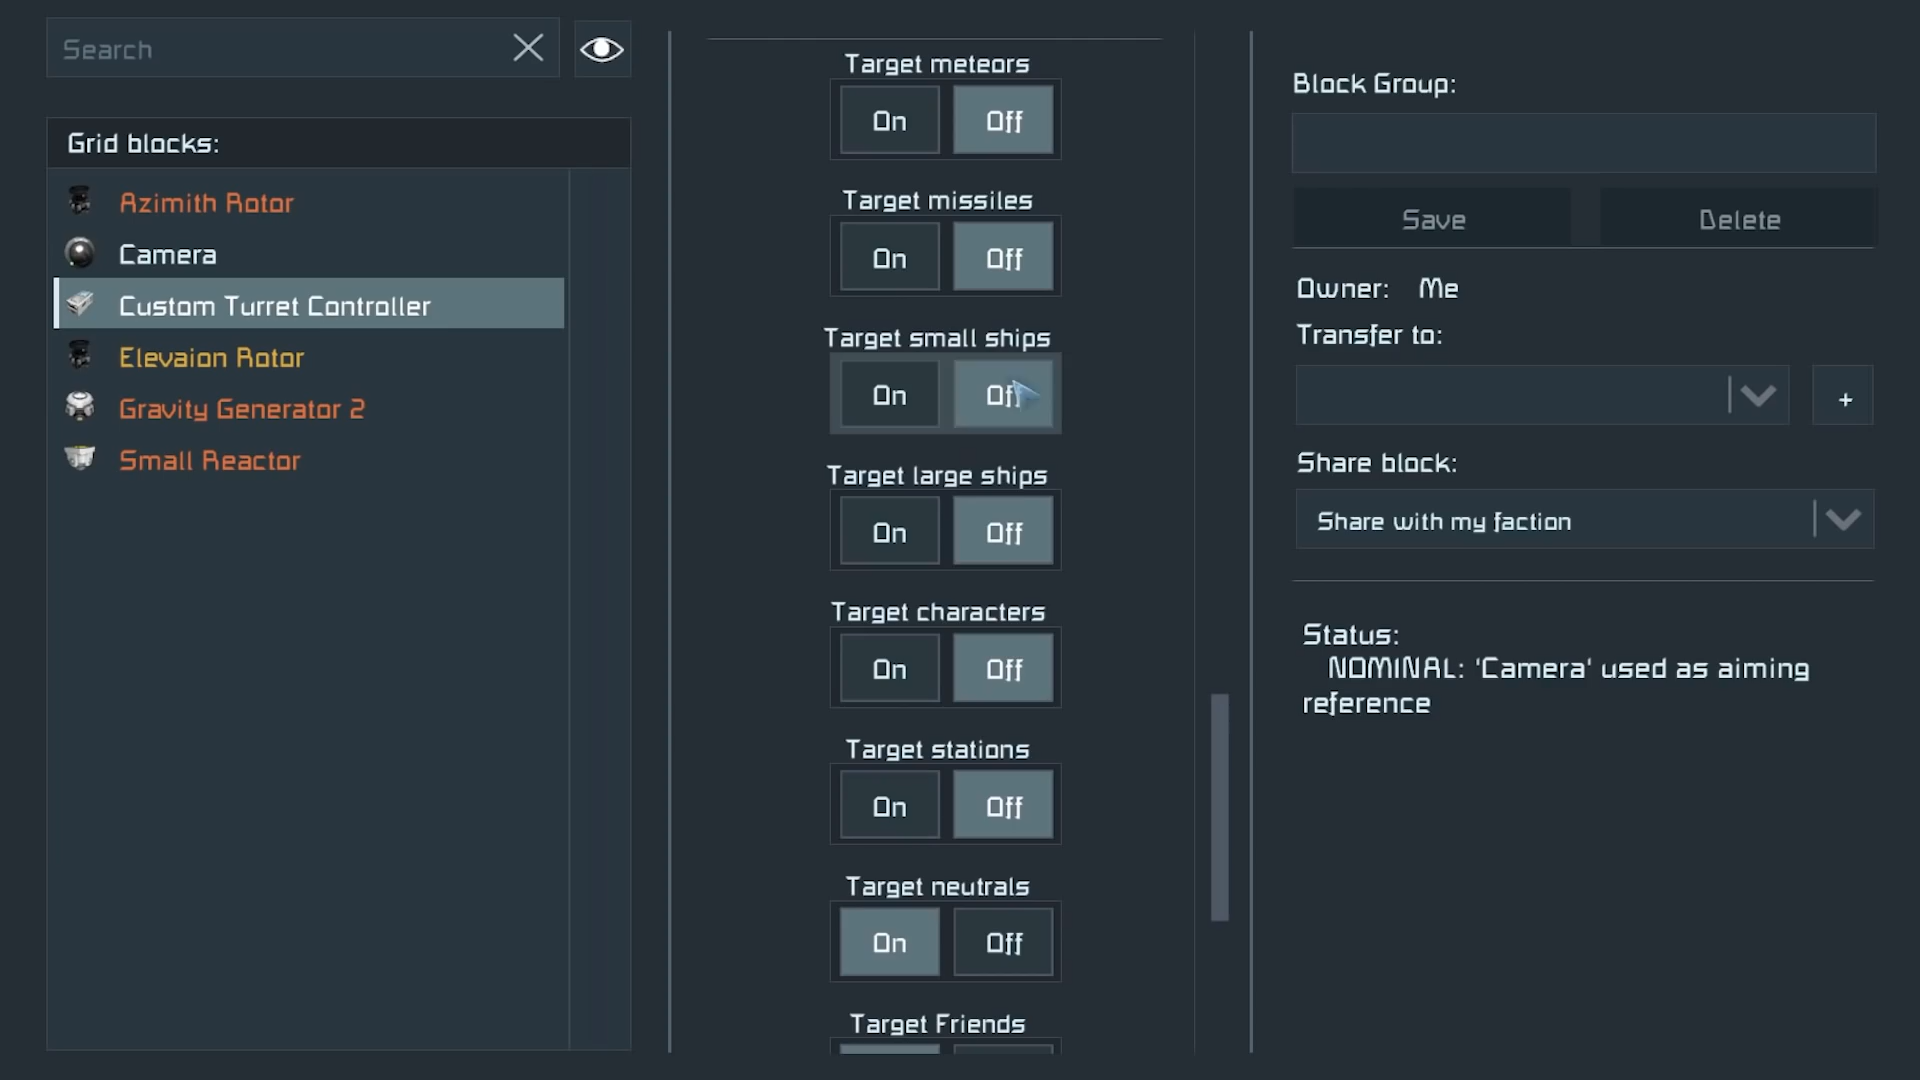 Search
Grid blocks:
Azimith Rotor
Camera
Custom Turret Controller
Elevaion Rotor
Gravity Generator 2
Small Reactor
Target meteors
On Off
Target missiles
On Off
Target small ships
On Off
Target large ships
On Off
Target characters
On Off
Target stations
On Off
Target neutrals
On Off
Target Friends
Block Group:
Save Delete
Owner: Me
Transfer to:
+
Share block:
Share with my faction
Status:
NOMINAL: 'Camera' used as aiming
reference